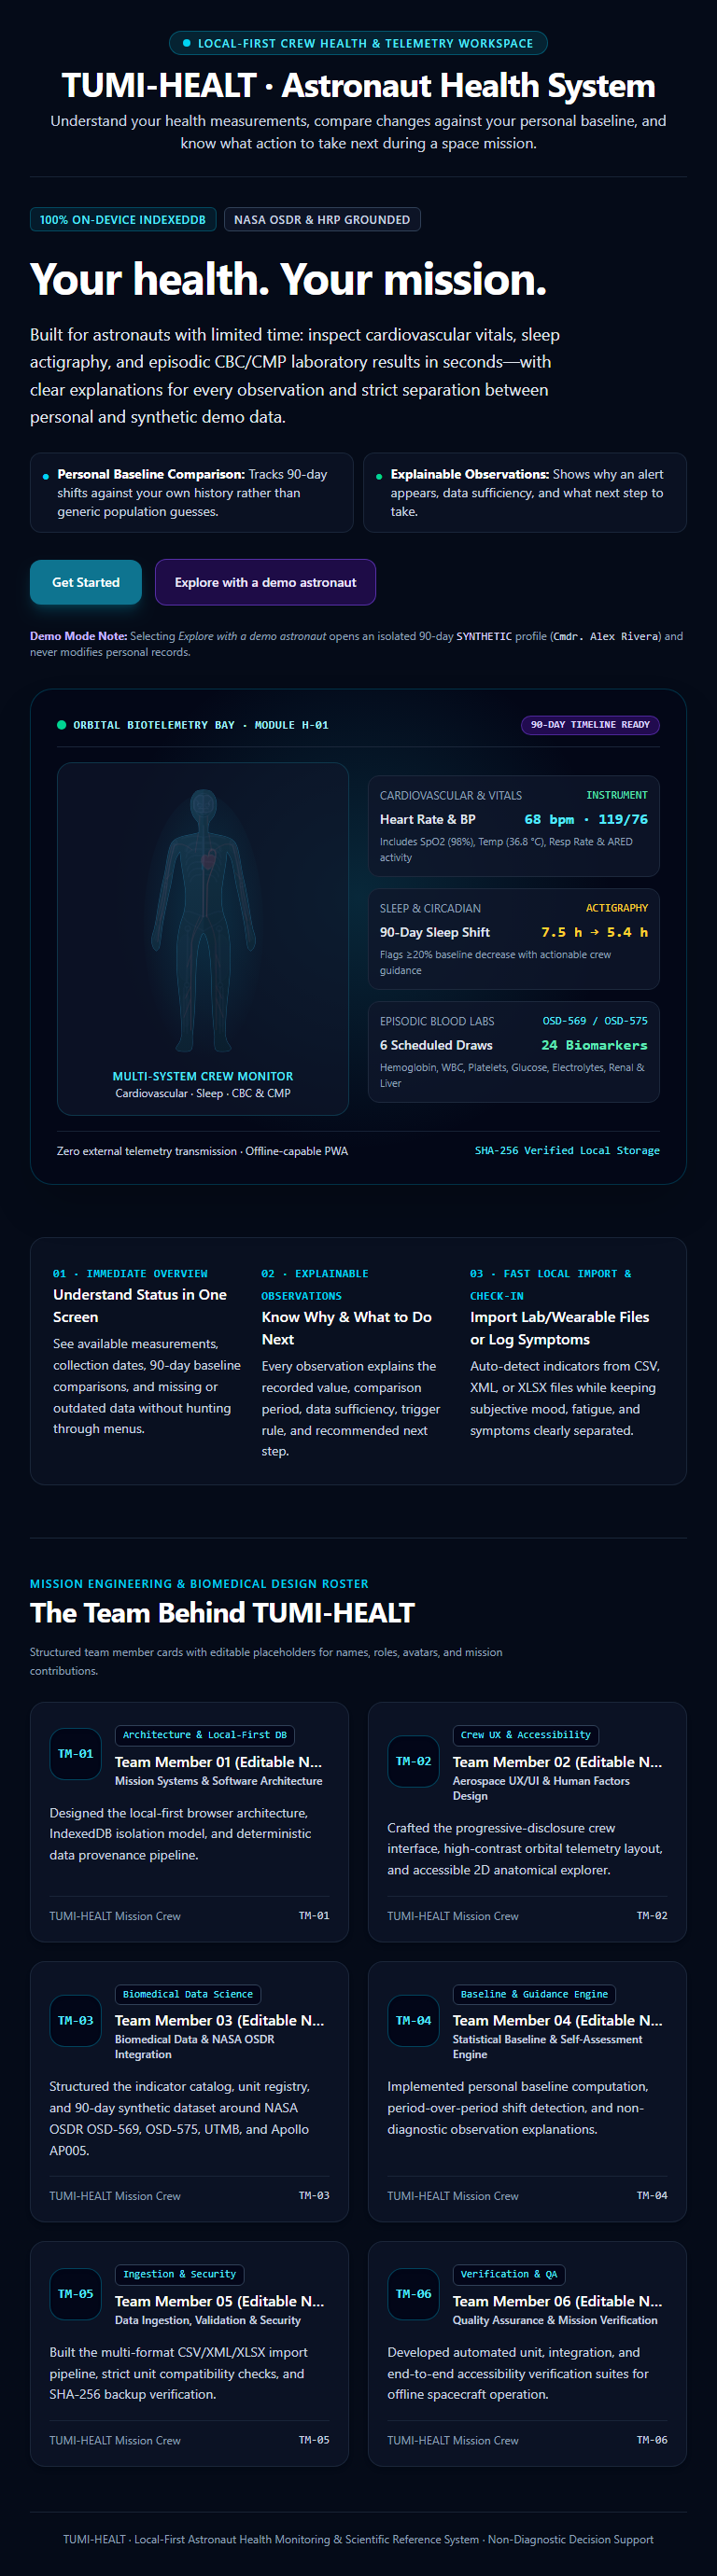 LOCAL-FIRST CREW HEALTH & TELEMETRY WORKSPACE
TUMI-HEALT · Astronaut Health System
Understand your health measurements, compare changes against your personal baseline, and
know what action to take next during a space mission.
100% ON-DEVICE INDEXEDDB
NASA OSDR & HRP GROUNDED
Your health. Your mission.
Built for astronauts with limited time: inspect cardiovascular vitals, sleep
actigraphy, and episodic CBC/CMP laboratory results in seconds—with
clear explanations for every observation and strict separation between
personal and synthetic demo data.
Personal Baseline Comparison: Tracks 90-day
shifts against your own history rather than
generic population guesses.
Explainable Observations: Shows why an alert
appears, data sufficiency, and what next step to
take.
Get Started
Explore with a demo astronaut
Demo Mode Note: Selecting Explore with a demo astronaut opens an isolated 90-day SYNTHETIC profile (Cmdr. Alex Rivera) and
never modifies personal records.
ORBITAL BIOTELEMETRY BAY · MODULE H-01
90-DAY TIMELINE READY
MULTI-SYSTEM CREW MONITOR
Cardiovascular · Sleep · CBC & CMP
CARDIOVASCULAR & VITALS
INSTRUMENT
Heart Rate & BP
68 bpm · 119/76
Includes SpO2 (98%), Temp (36.8 °C), Resp Rate & ARED
activity
SLEEP & CIRCADIAN
ACTIGRAPHY
90-Day Sleep Shift
7.5 h → 5.4 h
Flags ≥20% baseline decrease with actionable crew
guidance
EPISODIC BLOOD LABS
OSD-569 / OSD-575
6 Scheduled Draws
24 Biomarkers
Hemoglobin, WBC, Platelets, Glucose, Electrolytes, Renal &
Liver
Zero external telemetry transmission · Offline-capable PWA
SHA-256 Verified Local Storage
01 · IMMEDIATE OVERVIEW
Understand Status in One
Screen
See available measurements,
collection dates, 90-day baseline
comparisons, and missing or
outdated data without hunting
through menus.
02 · EXPLAINABLE
OBSERVATIONS
Know Why & What to Do
Next
Every observation explains the
recorded value, comparison
period, data sufficiency, trigger
rule, and recommended next
step.
03 · FAST LOCAL IMPORT &
CHECK-IN
Import Lab/Wearable Files
or Log Symptoms
Auto-detect indicators from CSV,
XML, or XLSX files while keeping
subjective mood, fatigue, and
symptoms clearly separated.
MISSION ENGINEERING & BIOMEDICAL DESIGN ROSTER
The Team Behind TUMI-HEALT
Structured team member cards with editable placeholders for names, roles, avatars, and mission
contributions.
TM-01
Architecture & Local-First DB
Team Member 01 (Editable N...
Mission Systems & Software Architecture
Designed the local-first browser architecture,
IndexedDB isolation model, and deterministic
data provenance pipeline.
TUMI-HEALT Mission Crew
TM-01
TM-02
Crew UX & Accessibility
Team Member 02 (Editable N...
Aerospace UX/UI & Human Factors
Design
Crafted the progressive-disclosure crew
interface, high-contrast orbital telemetry layout,
and accessible 2D anatomical explorer.
TUMI-HEALT Mission Crew
TM-02
TM-03
Biomedical Data Science
Team Member 03 (Editable N...
Biomedical Data & NASA OSDR
Integration
Structured the indicator catalog, unit registry,
and 90-day synthetic dataset around NASA
OSDR OSD-569, OSD-575, UTMB, and Apollo
AP005.
TUMI-HEALT Mission Crew
TM-03
TM-04
Baseline & Guidance Engine
Team Member 04 (Editable N...
Statistical Baseline & Self-Assessment
Engine
Implemented personal baseline computation,
period-over-period shift detection, and non-
diagnostic observation explanations.
TUMI-HEALT Mission Crew
TM-04
TM-05
Ingestion & Security
Team Member 05 (Editable N...
Data Ingestion, Validation & Security
Built the multi-format CSV/XML/XLSX import
pipeline, strict unit compatibility checks, and
SHA-256 backup verification.
TUMI-HEALT Mission Crew
TM-05
TM-06
Verification & QA
Team Member 06 (Editable N...
Quality Assurance & Mission Verification
Developed automated unit, integration, and
end-to-end accessibility verification suites for
offline spacecraft operation.
TUMI-HEALT Mission Crew
TM-06
TUMI-HEALT · Local-First Astronaut Health Monitoring & Scientific Reference System · Non-Diagnostic Decision Support